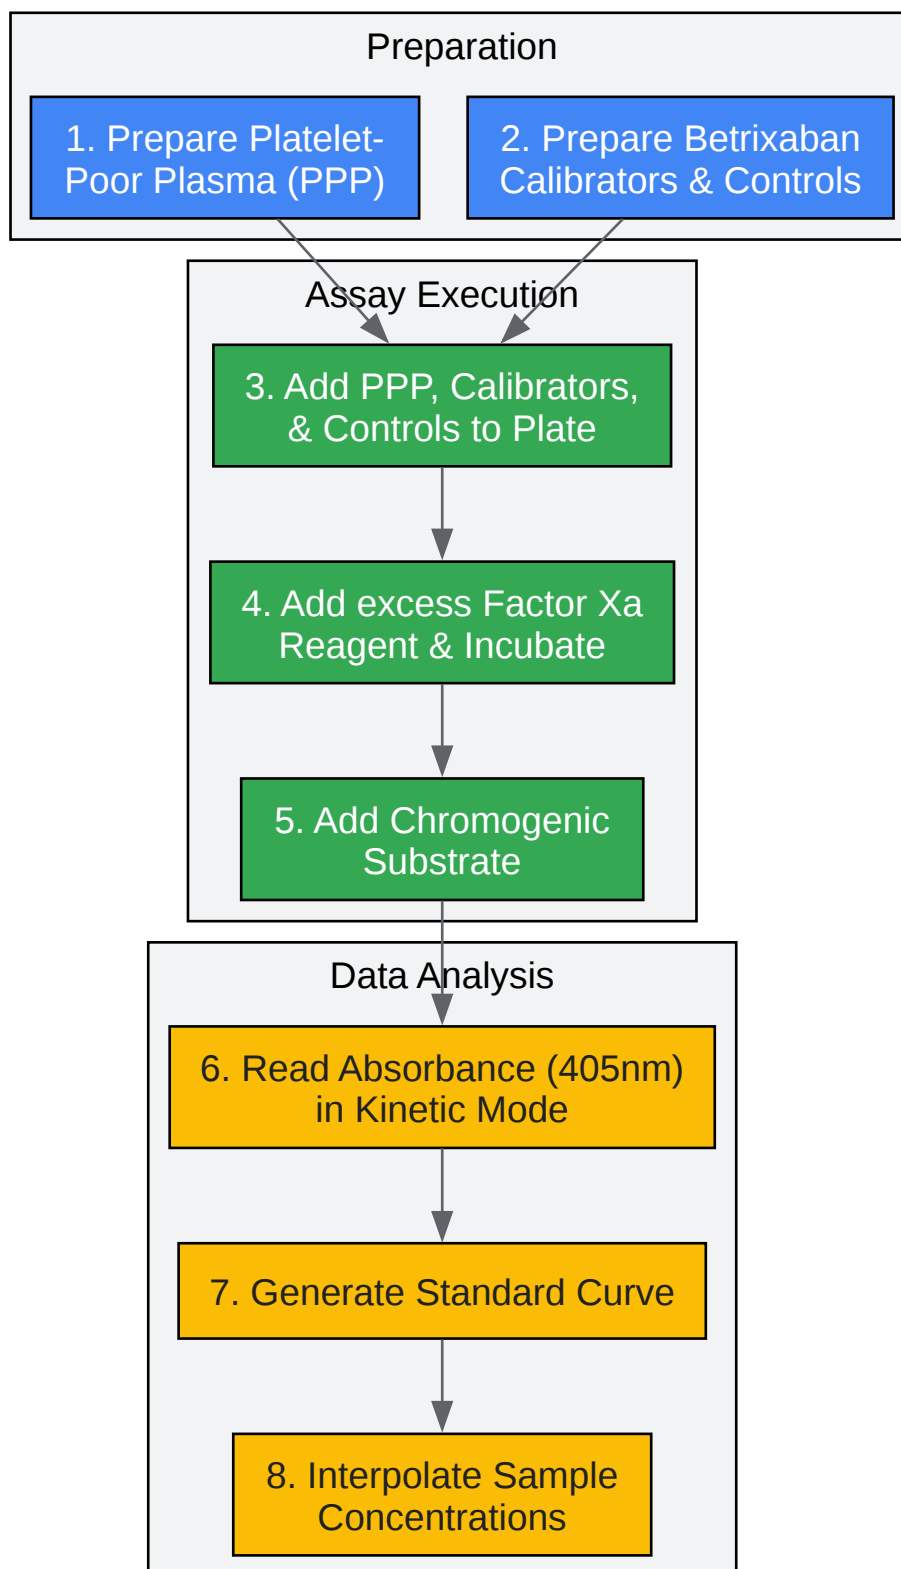 Preparation
1. Prepare Platelet-
Poor Plasma (PPP)
2. Prepare Betrixaban
Calibrators & Controls
Assay Execution
3. Add PPP, Calibrators,
& Controls to Plate
4. Add excess Factor Xa
Reagent & Incubate
5. Add Chromogenic
Substrate
Data Analysis
6. Read Absorbance (405nm)
in Kinetic Mode
7. Generate Standard Curve
8. Interpolate Sample
Concentrations